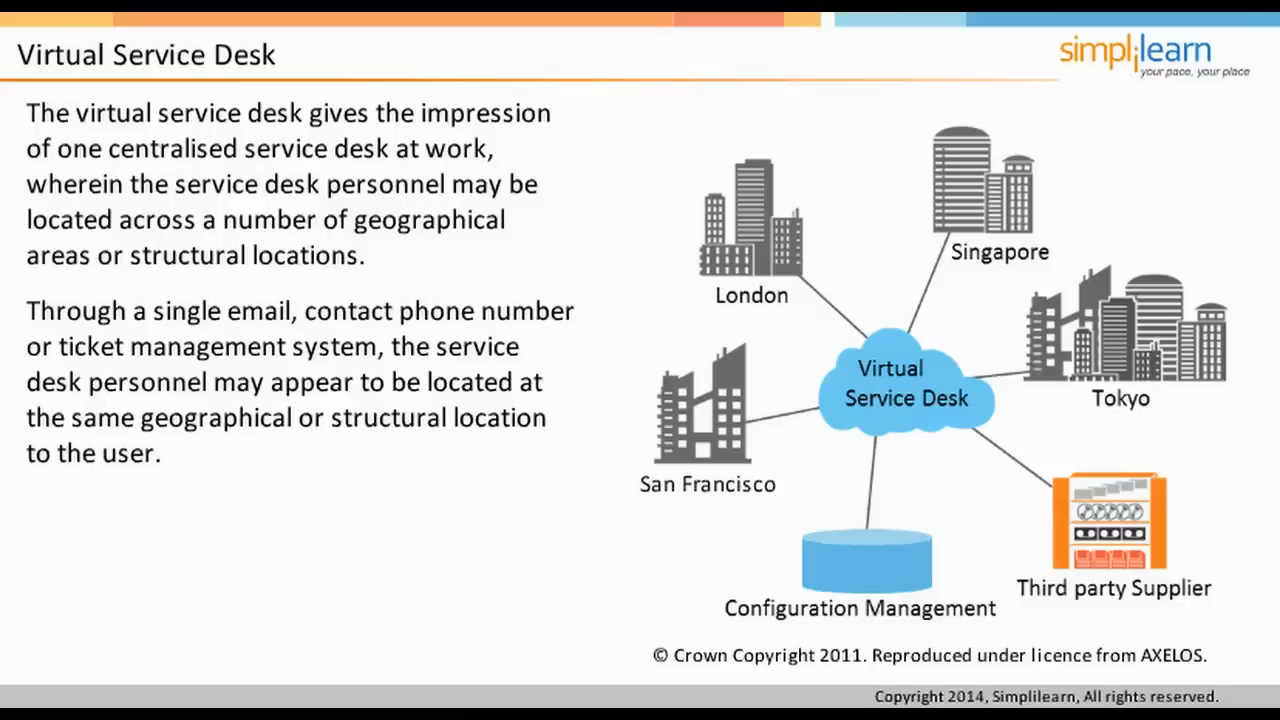 Virtual Service Desk
simplilearn
your pace, your place
The virtual service desk gives the impression
of one centralised service desk at work,
wherein the service desk personnel may be
located across a number of geographical
areas or structural locations.
Through a single email, contact phone number
or ticket management system, the service
desk personnel may appear to be located at
the same geographical or structural location
to the user.
Singapore
London
Virtual
Service Desk
Tokyo
San Francisco
Third party Supplier
Configuration Management
© Crown Copyright 2011. Reproduced under licence from AXELOS.
Copyright 2014, Simplilearn, All rights reserved.